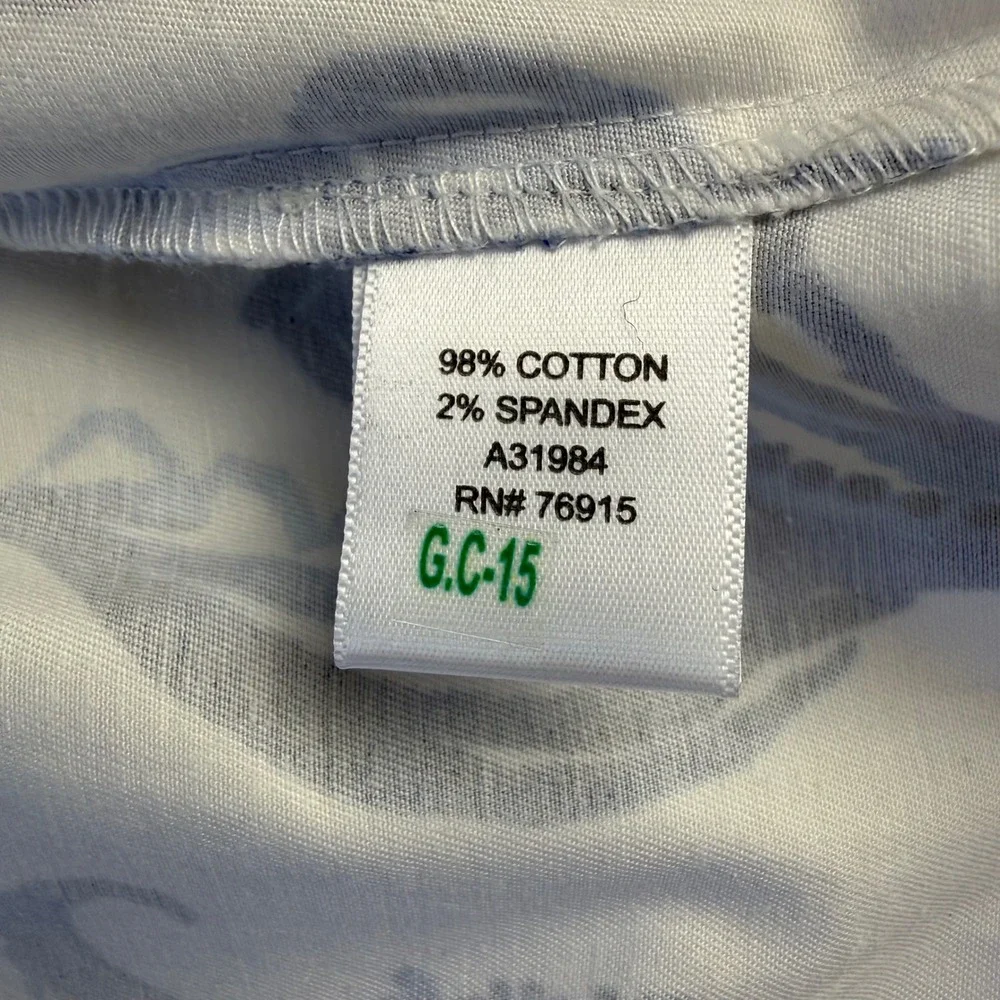 98% COTTON
2% SPANDEX
A31984
RN# 76915
G.C-15